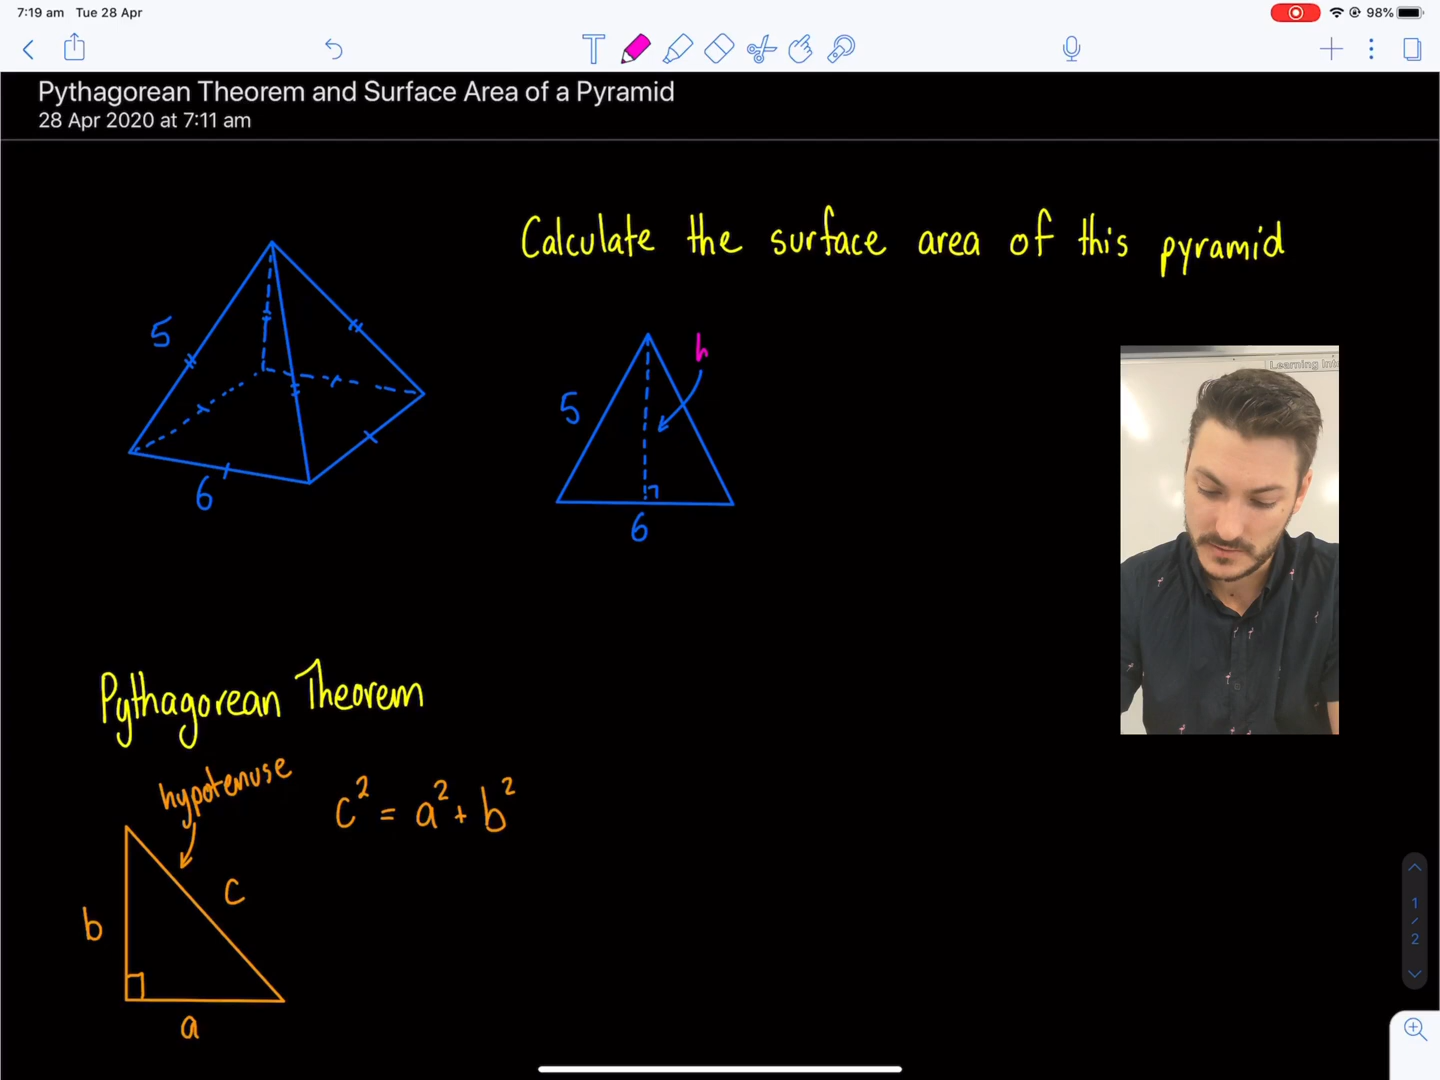 7:19 am Tue 28 Apr
98%
T
Pythagorean Theorem and Surface Area of a Pyramid
28 Apr 2020 at 7:11 am
Calculate the surface area of this pyramid
5
6
h
5
6
Learning Int
Pythagorean Theorem
hypotenuse
c² = a² + b²
c
b
a
1
/
2